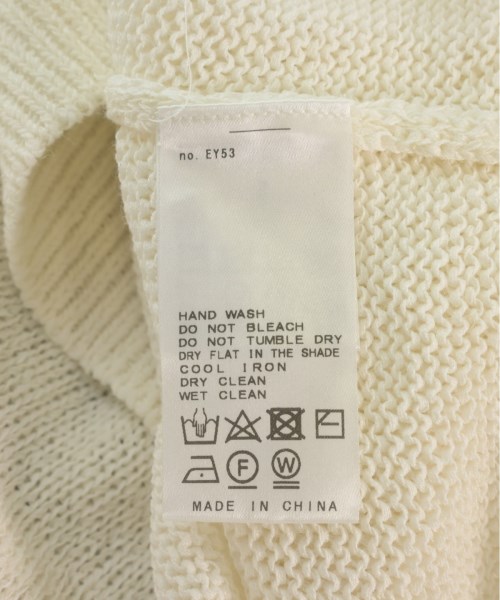 no. EY53
HAND WASH
DO NOT BLEACH
DO NOT TUMBLE DRY
DRY FLAT IN THE SHADE
COOL IRON
DRY CLEAN
WET CLEAN
F W
MADE IN CHINA